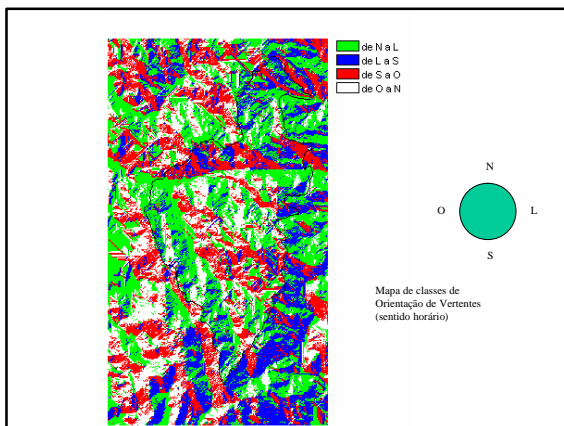 de N a L
de L a S
de S a O
de O a N
N
O
L
S
Mapa de classes de
Orientação de Vertentes
(sentido horário)